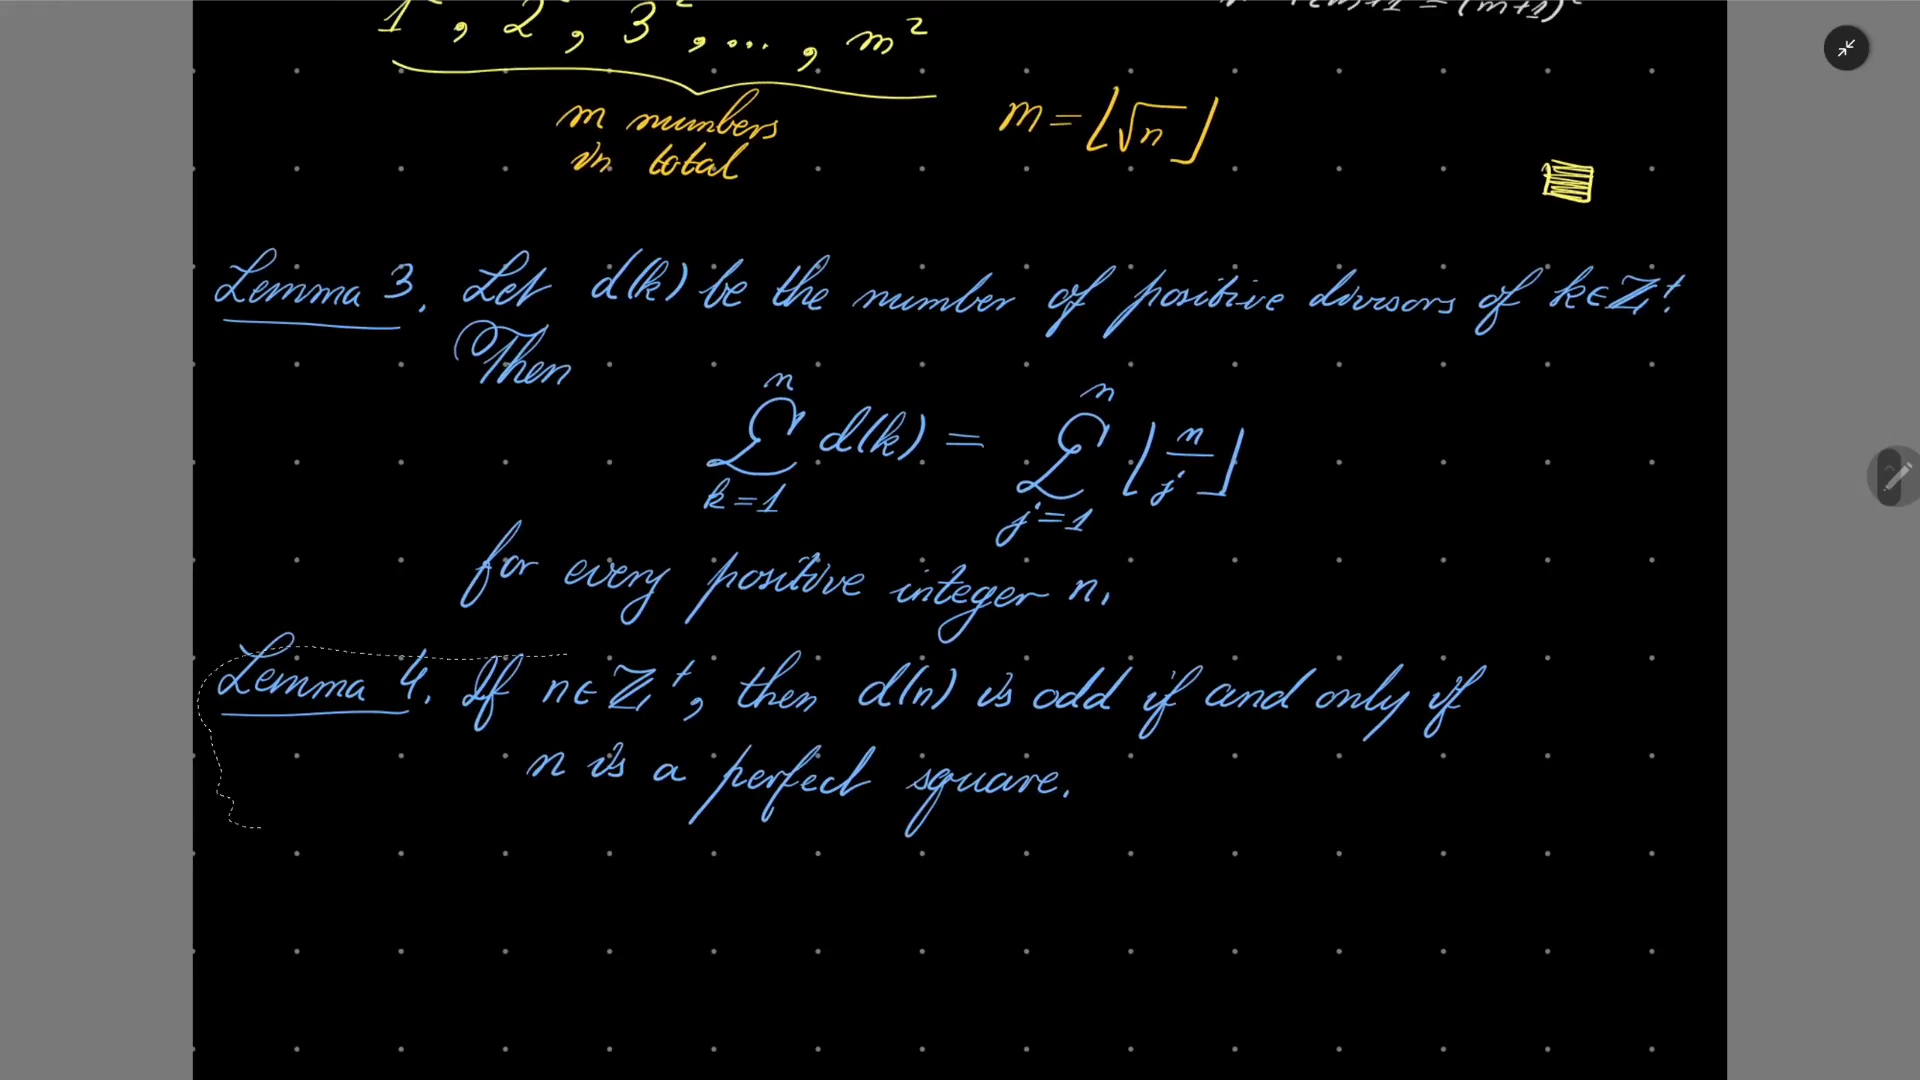 1², 2², 3², ..., m²
m numbers
in total
m = ⌊√n⌋
Lemma 3. Let d(k) be the number of positive divisors of k∈ℤ⁺.
Then
∑_{k=1}^{n} d(k) = ∑_{j=1}^{n} ⌊n/j⌋
for every positive integer n.
Lemma 4. If n∈ℤ⁺, then d(n) is odd if and only if
n is a perfect square.